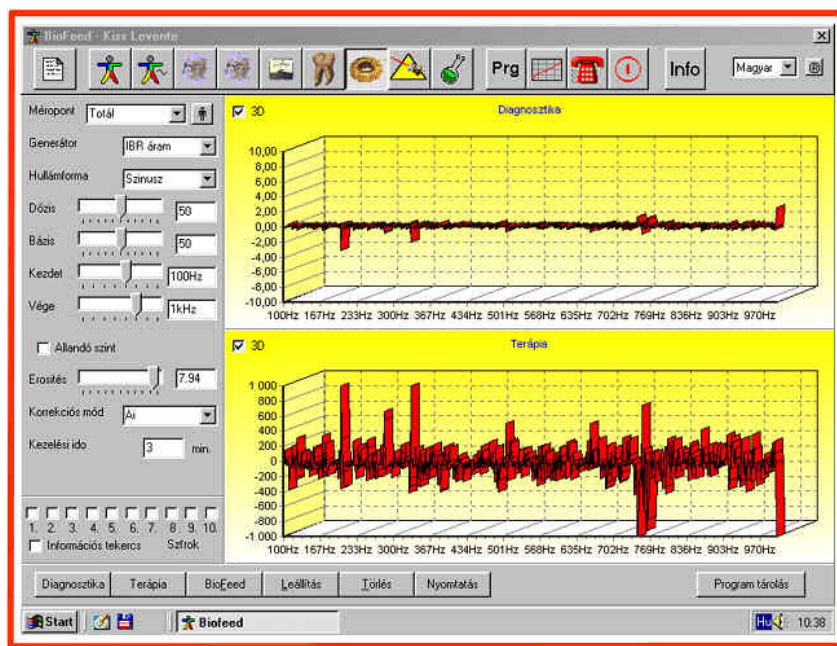 BioFeed - Kiss Levente
Prg
Info
Magyar
Mérőpont Totál
Generátor IBR áram
Hullámforma Szinusz
Dózis 50
Bázis 50
Kezdet 100Hz
Vége 1kHz
Allandó szint
Erosítés 7.94
Korrekciós mód Ai
Kezelési ido 3 min.
1. 2. 3. 4. 5. 6. 7. 8 9. 10.
Információs tekercs Szfrok
3D Diagnosztika
10,00
8,00
6,00
4,00
2,00
0,00
-2,00
-4,00
-6,00
-8,00
-10,00
100Hz 167Hz 233Hz 300Hz 367Hz 434Hz 501Hz 568Hz 635Hz 702Hz 769Hz 836Hz 903Hz 970Hz
3D Terápia
1 000
800
600
400
200
0
-200
-400
-600
-800
-1 000
100Hz 167Hz 233Hz 300Hz 367Hz 434Hz 501Hz 568Hz 635Hz 702Hz 769Hz 836Hz 903Hz 970Hz
Diagnosztika Terápia BioFeed Leállítás Törlés Nyomtatás Program tárolás
Start Biofeed Hu 10:38